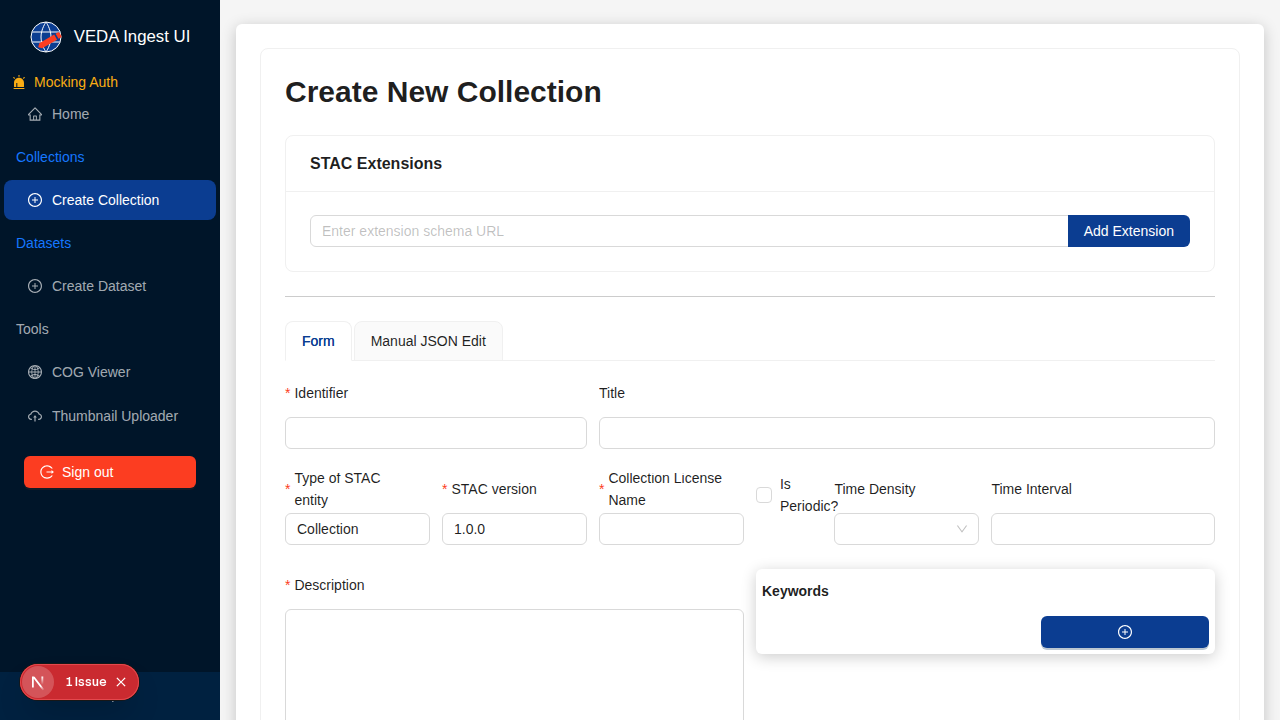 VEDA Ingest UI
Mocking Auth
Home
Collections
Create Collection
Datasets
Create Dataset
Tools
COG Viewer
Thumbnail Uploader
Sign out
1 Issue
Create New Collection
STAC Extensions
Enter extension schema URL
Add Extension
Form
Manual JSON Edit
* Identifier
Title
* Type of STAC
entity
Collection
* STAC version
1.0.0
* Collection License
Name
Is
Periodic?
Time Density
Time Interval
* Description
Keywords